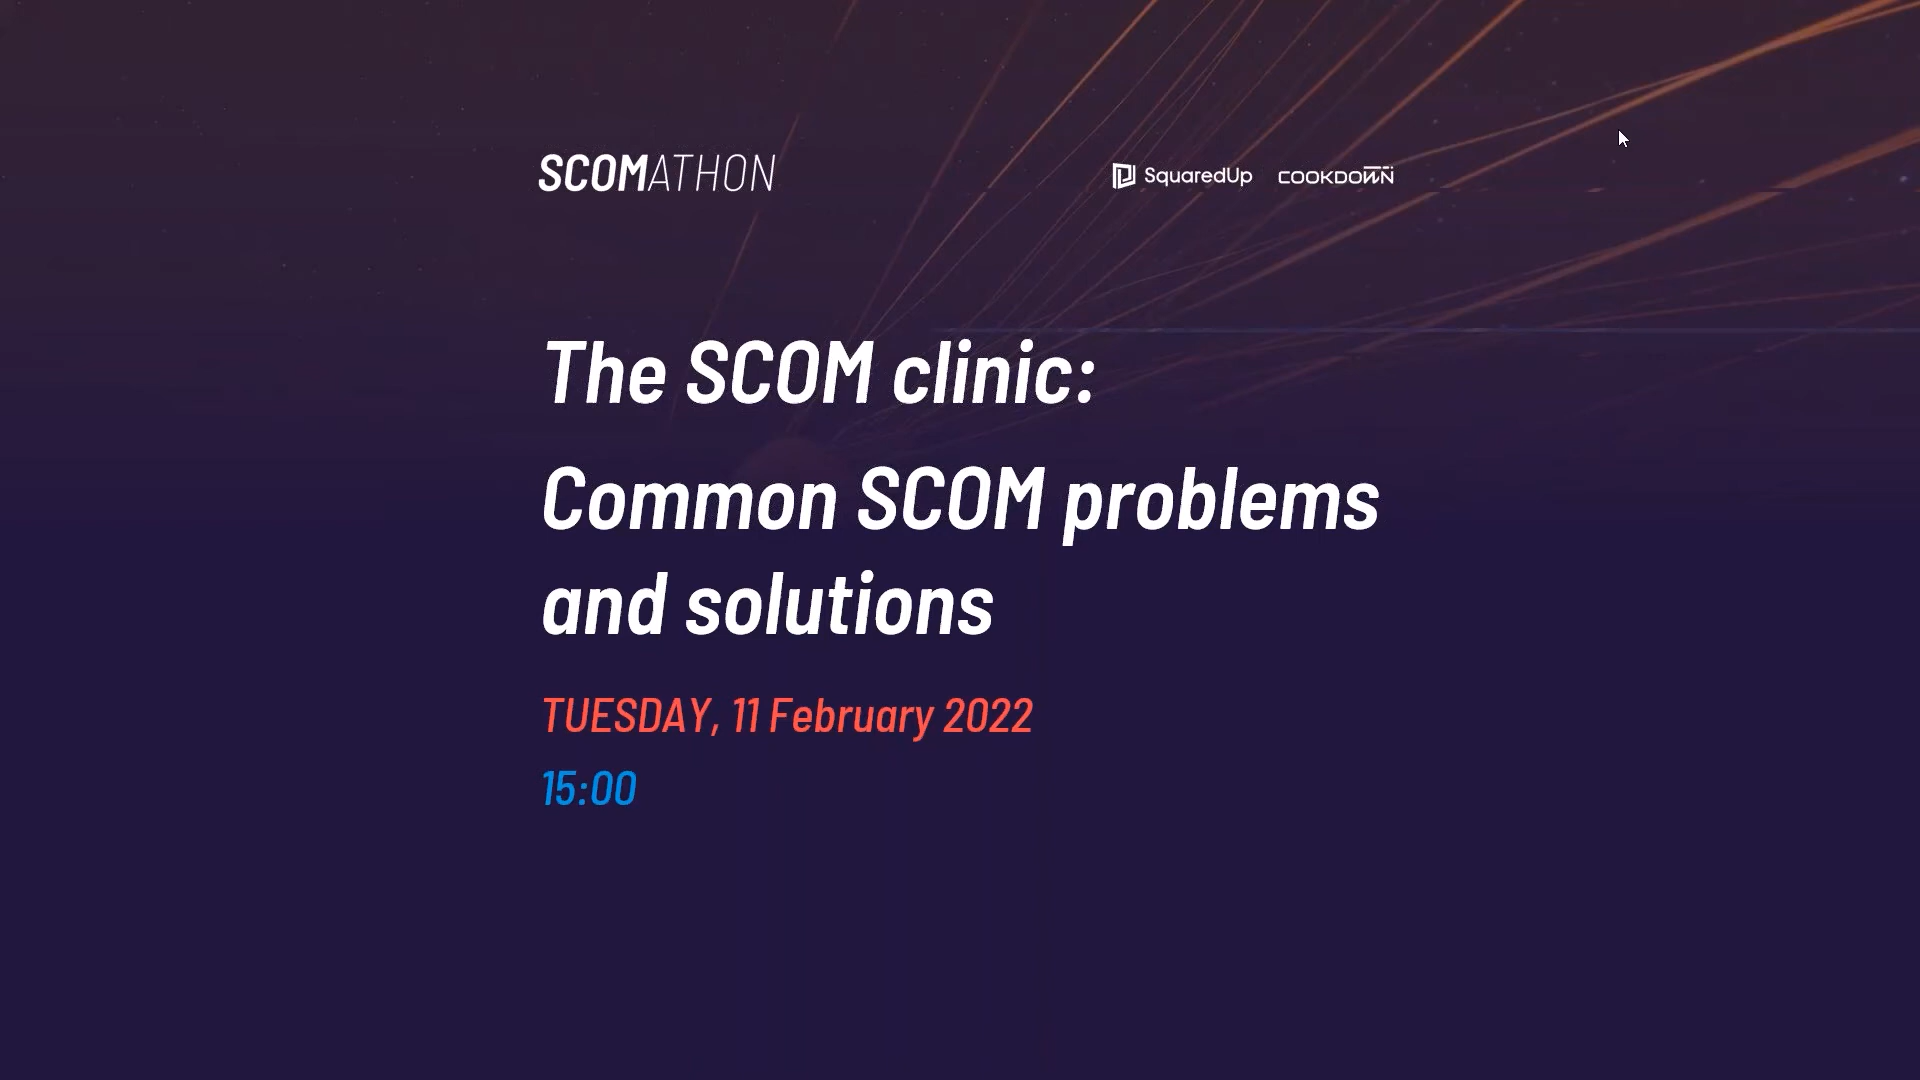 SCOMATHON
SquaredUp COOKDOWN
The SCOM clinic:
Common SCOM problems
and solutions
TUESDAY, 11 February 2022
15:00